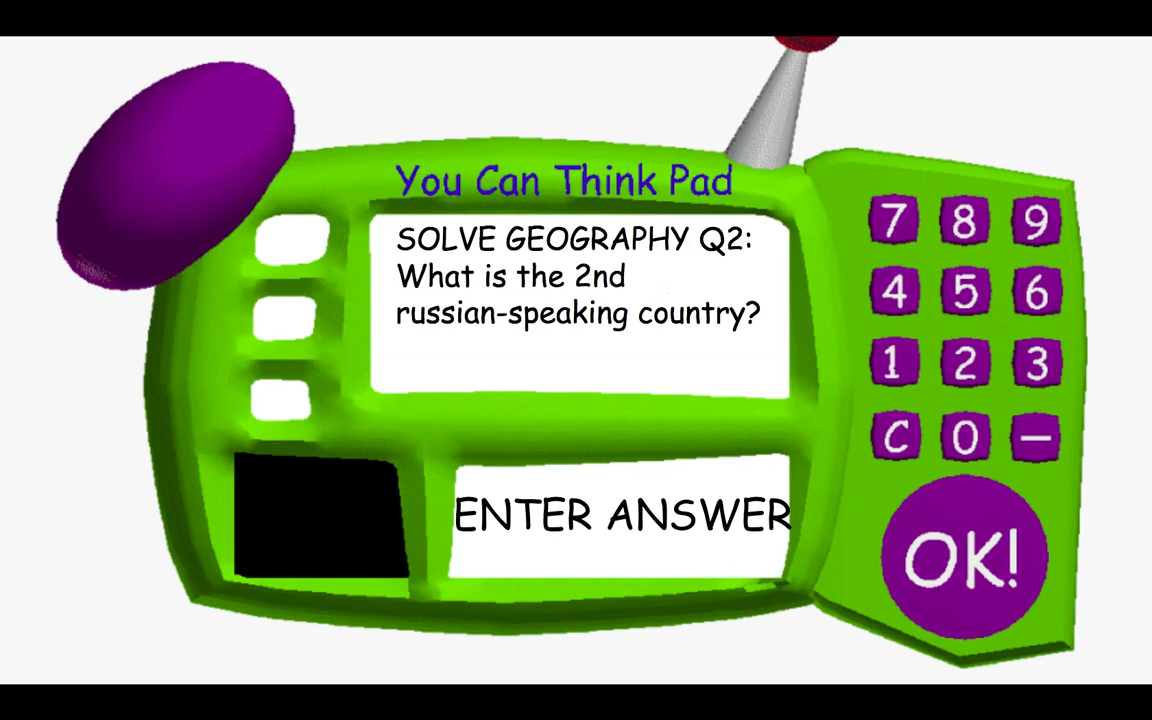 You Can Think Pad
SOLVE GEOGRAPHY Q2:
What is the 2nd
russian-speaking country?
ENTER ANSWER
7 8 9
4 5 6
1 2 3
C 0 —
OK!